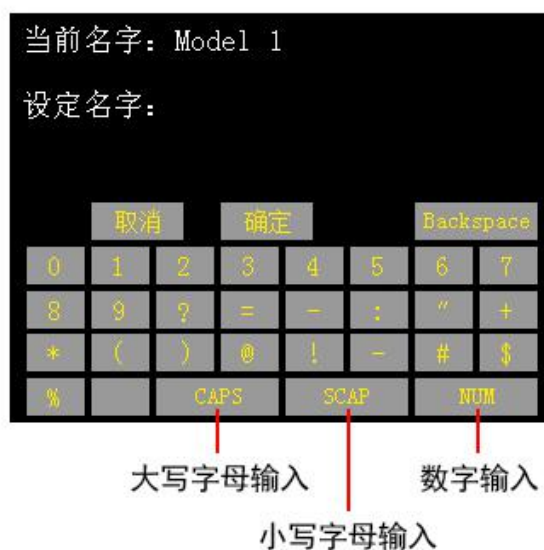 当前名字: Model 1
设定名字:
取消 确定 Backspace
0 1 2 3 4 5 6 7
8 9 ? = - : " +
* ( ) @ ! - # $
% CAPS SCAP NUM
大写字母输入 数字输入
小写字母输入